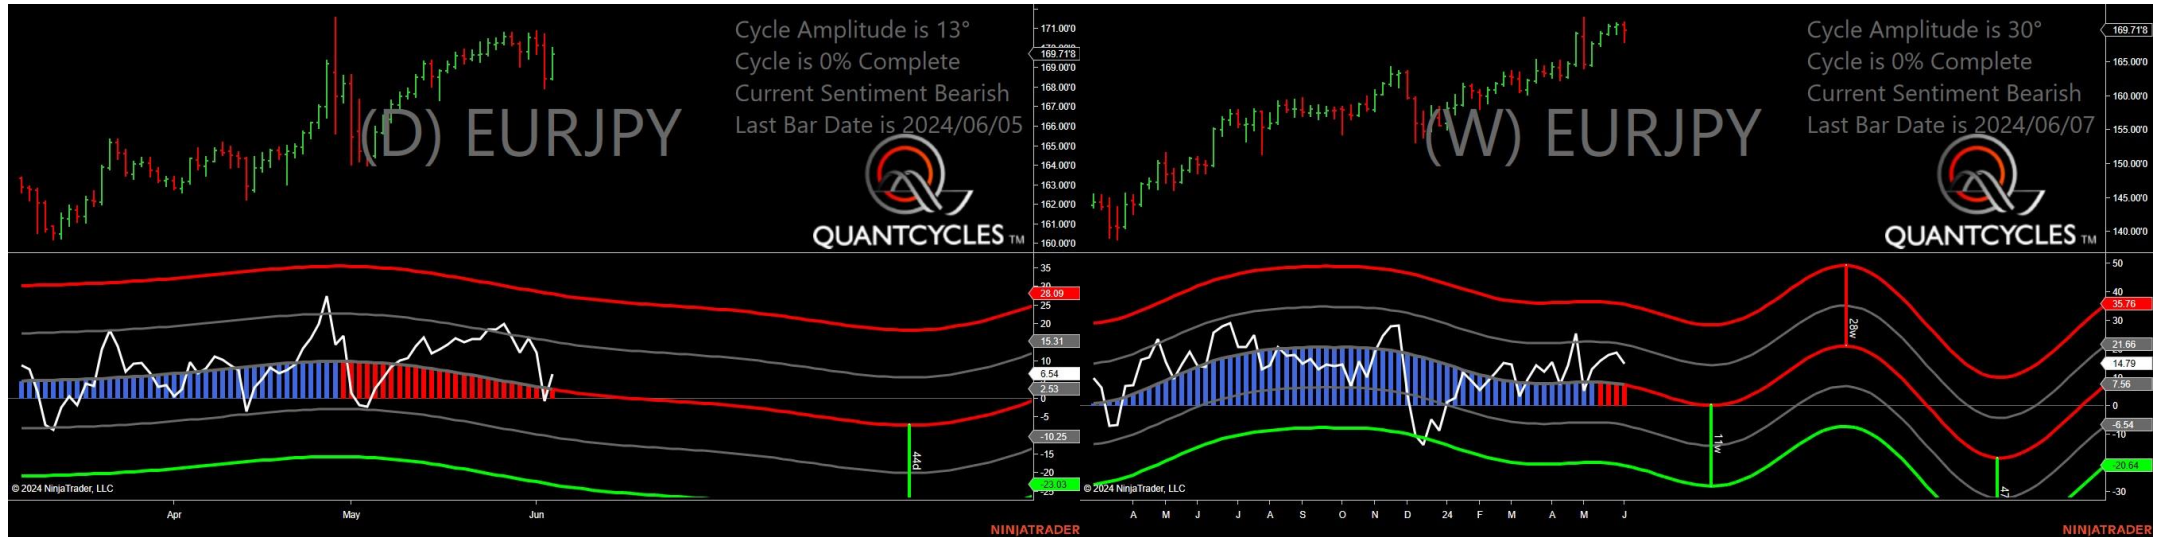 Cycle Amplitude is 13°
Cycle is 0% Complete
Current Sentiment Bearish
Last Bar Date is 2024/06/05
(D) EURJPY
QUANTCYCLES TM
171.00'0
169.71'8
169.00'0
168.00'0
167.00'0
166.00'0
165.00'0
164.00'0
163.00'0
162.00'0
161.00'0
160.00'0
35
28.09
25
20
15.31
10
6.54
2.53
0
-5
-10.25
-15
-20
-23.03
44d
© 2024 NinjaTrader, LLC
Apr May Jun
NINJATRADER
Cycle Amplitude is 30°
Cycle is 0% Complete
Current Sentiment Bearish
Last Bar Date is 2024/06/07
(W) EURJPY
QUANTCYCLES TM
169.71'8
165.00'0
160.00'0
155.00'0
150.00'0
145.00'0
140.00'0
50
40
35.76
30
21.66
14.79
7.56
0
-6.54
-10
-20.64
-30
28w
11w
47
© 2024 NinjaTrader, LLC
A M J J A S O N D 24 F M A M J
NINJATRADER